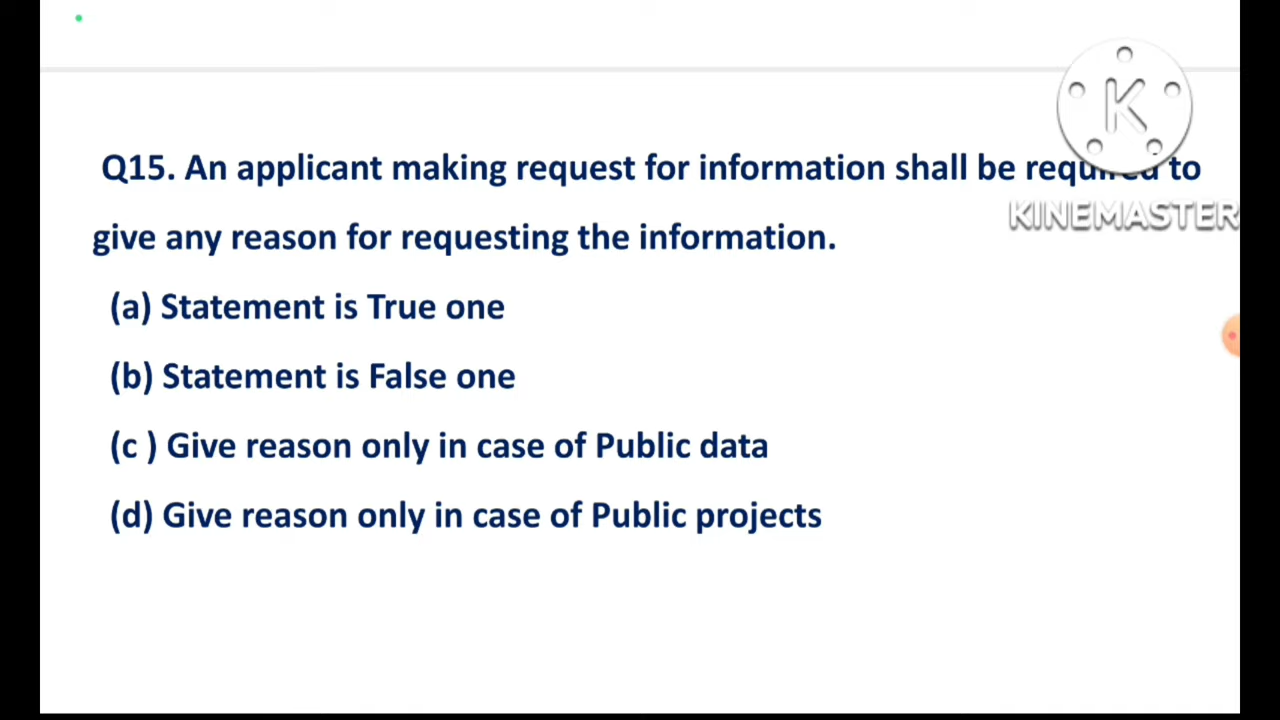 Q15. An applicant making request for information shall be required to
give any reason for requesting the information.
(a) Statement is True one
(b) Statement is False one
(c ) Give reason only in case of Public data
(d) Give reason only in case of Public projects
K
KINEMASTER